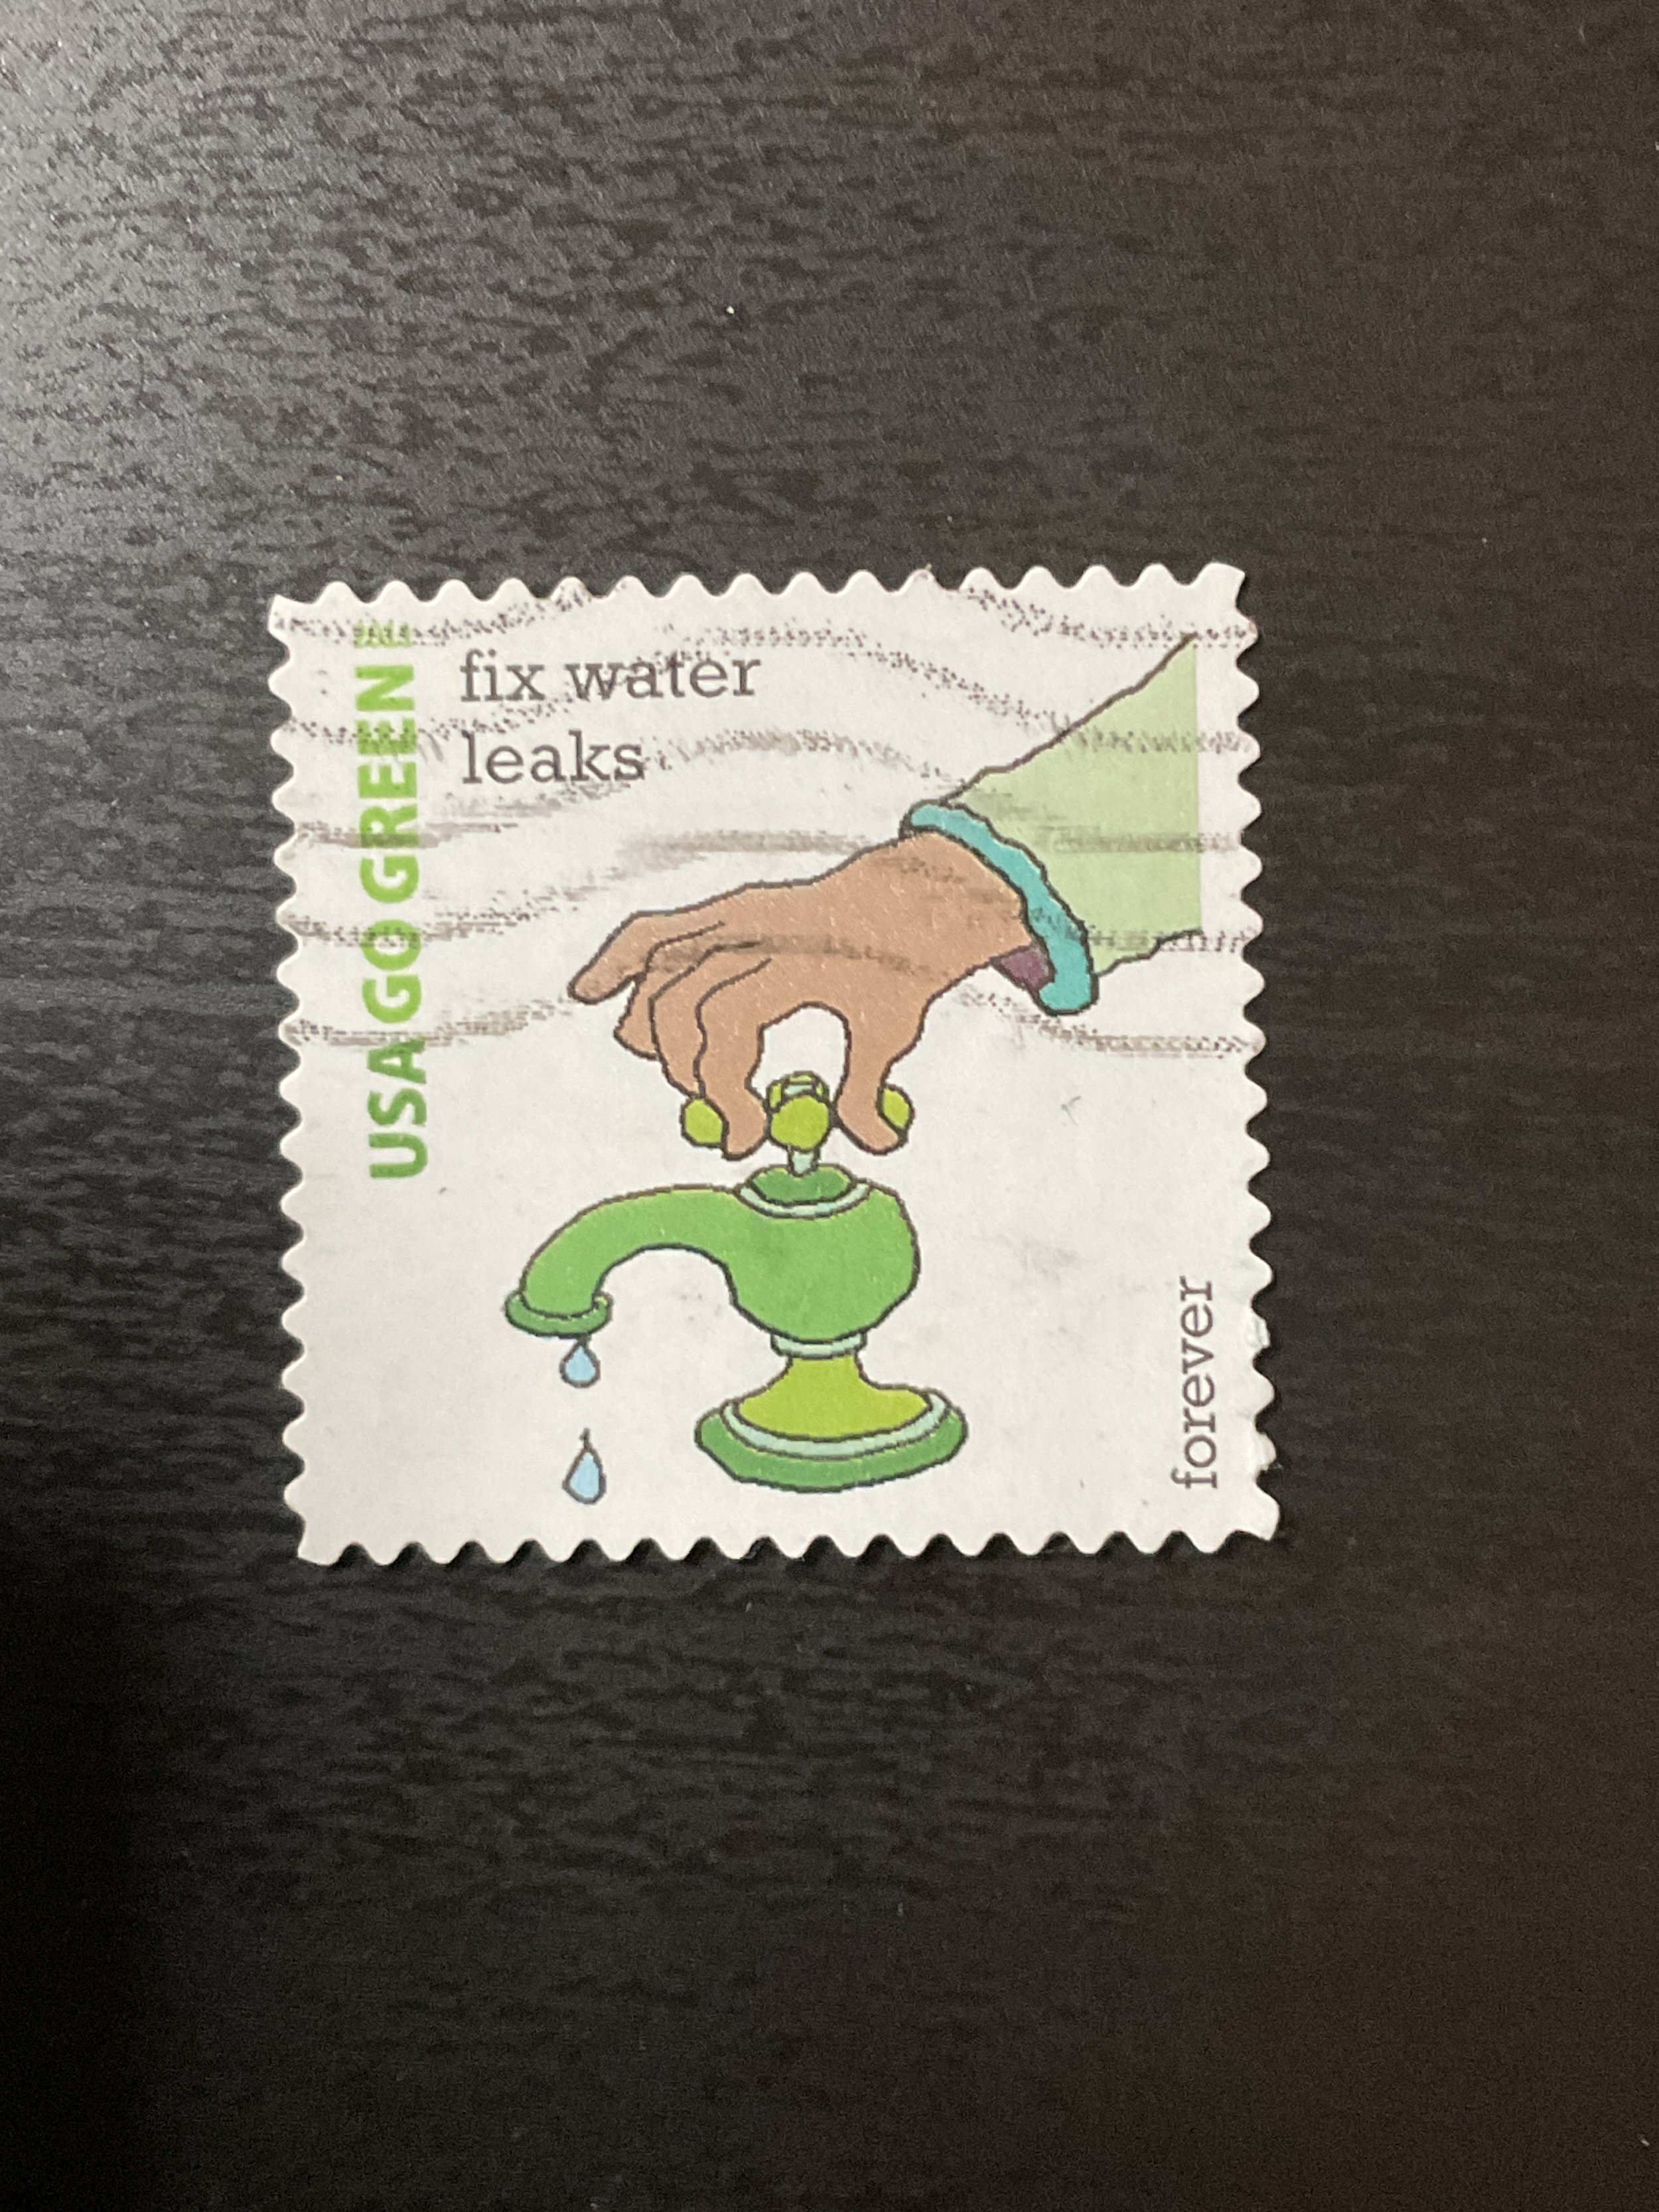 USA GO GREEN
fix water
leaks
forever